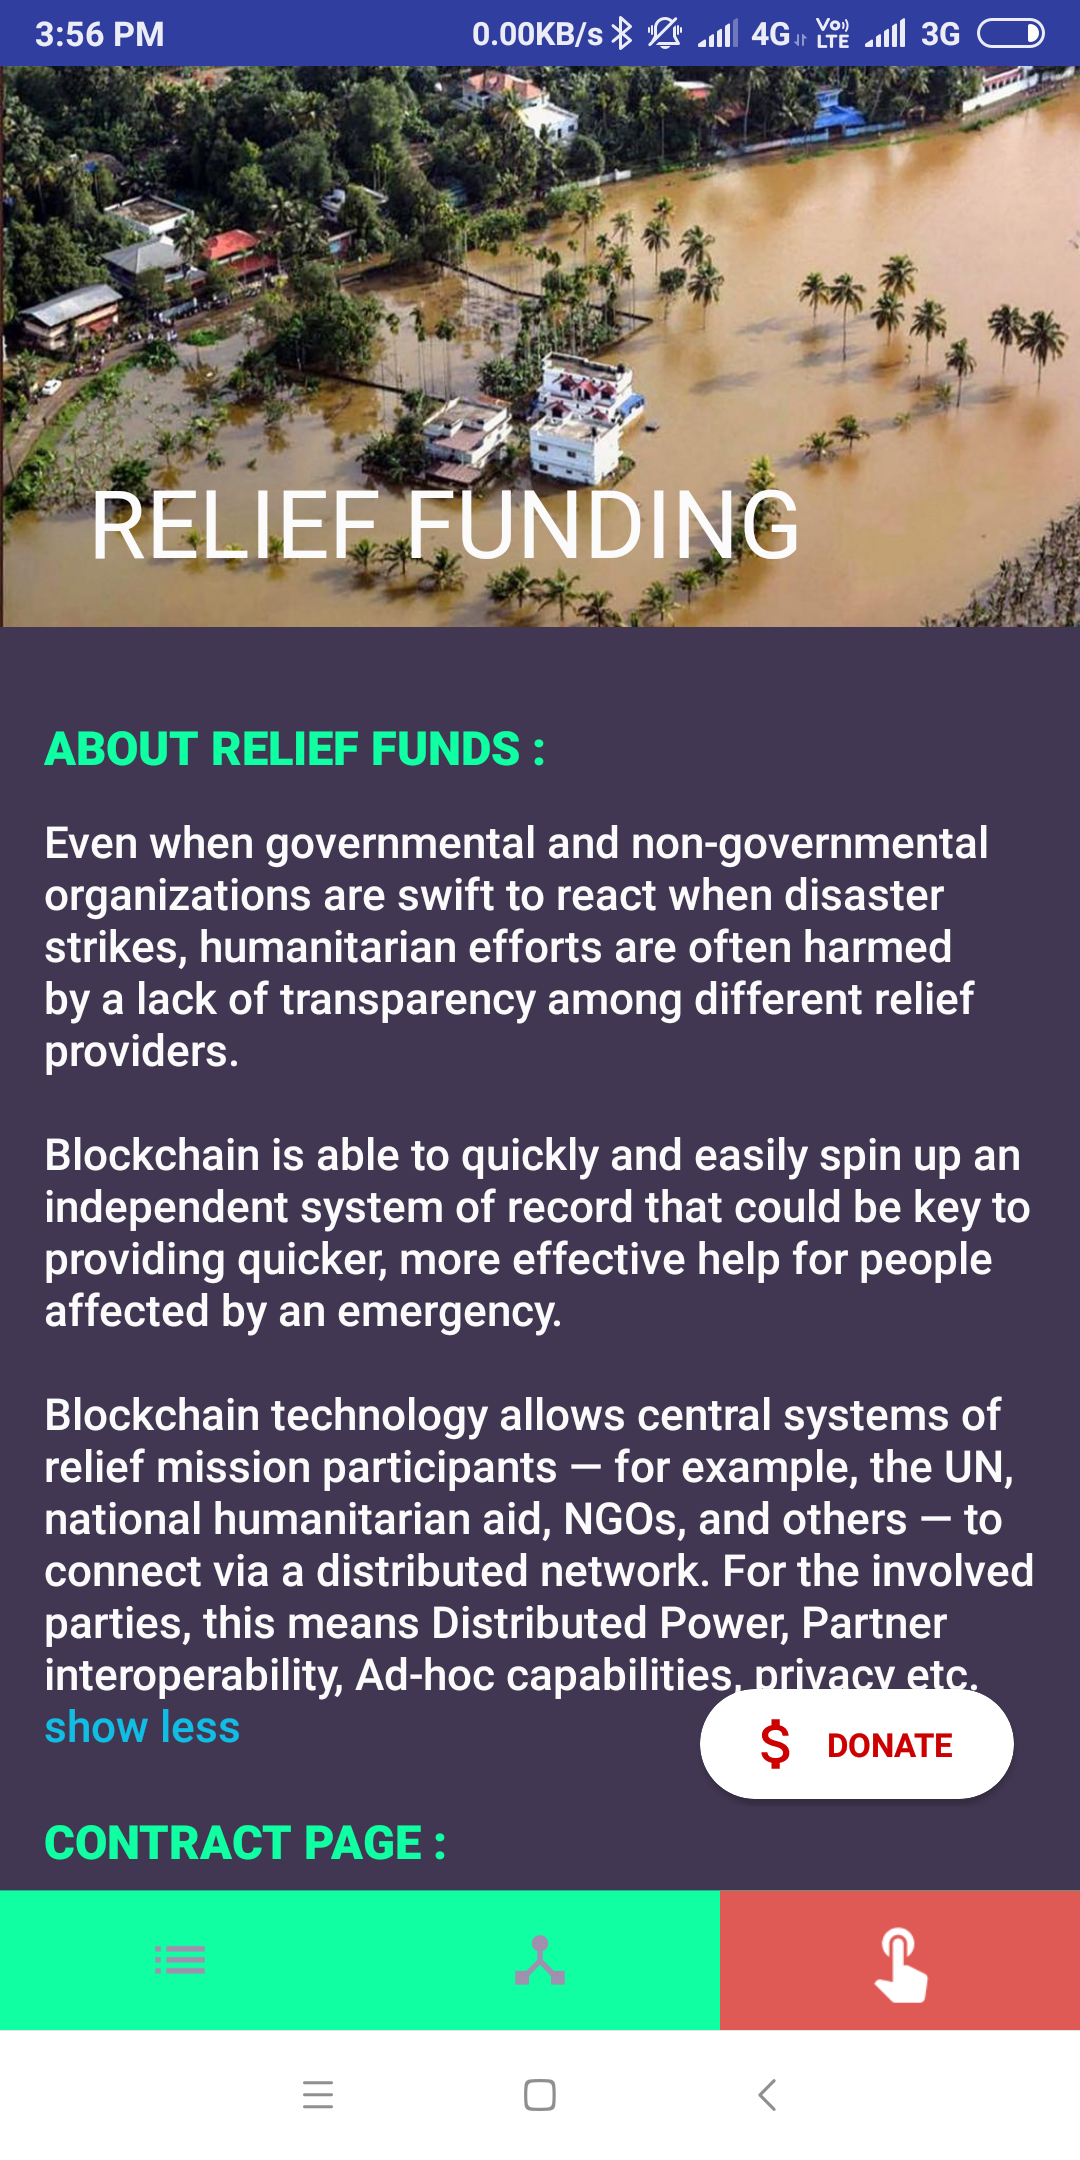 3:56 PM 0.00KB/s 4G Vo)) LTE 3G
RELIEF FUNDING
ABOUT RELIEF FUNDS :
Even when governmental and non-governmental
organizations are swift to react when disaster
strikes, humanitarian efforts are often harmed
by a lack of transparency among different relief
providers.
Blockchain is able to quickly and easily spin up an
independent system of record that could be key to
providing quicker, more effective help for people
affected by an emergency.
Blockchain technology allows central systems of
relief mission participants — for example, the UN,
national humanitarian aid, NGOs, and others — to
connect via a distributed network. For the involved
parties, this means Distributed Power, Partner
interoperability, Ad-hoc capabilities, privacy etc.
show less
$ DONATE
CONTRACT PAGE :